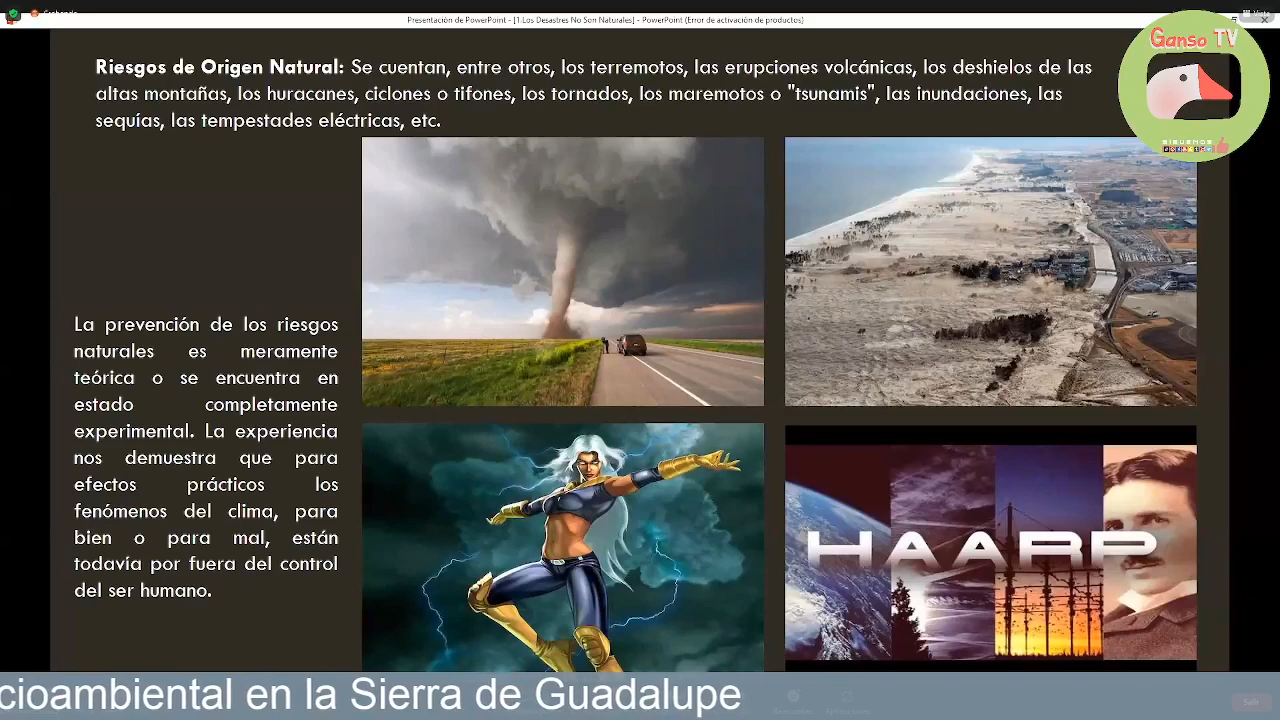 Grabando
Presentación de PowerPoint - [1.Los Desastres No Son Naturales] - PowerPoint (Error de activación de productos)
Vista
Ganso TV
SIGUENOS
Riesgos de Origen Natural: Se cuentan, entre otros, los terremotos, las erupciones volcánicas, los deshielos de las
altas montañas, los huracanes, ciclones o tifones, los tornados, los maremotos o "tsunamis", las inundaciones, las
sequías, las tempestades eléctricas, etc.
La prevención de los riesgos
naturales es meramente
teórica o se encuentra en
estado completamente
experimental. La experiencia
nos demuestra que para
efectos prácticos los
fenómenos del clima, para
bien o para mal, están
todavía por fuera del control
del ser humano.
HAARP
cioambiental en la Sierra de Guadalupe
Salir